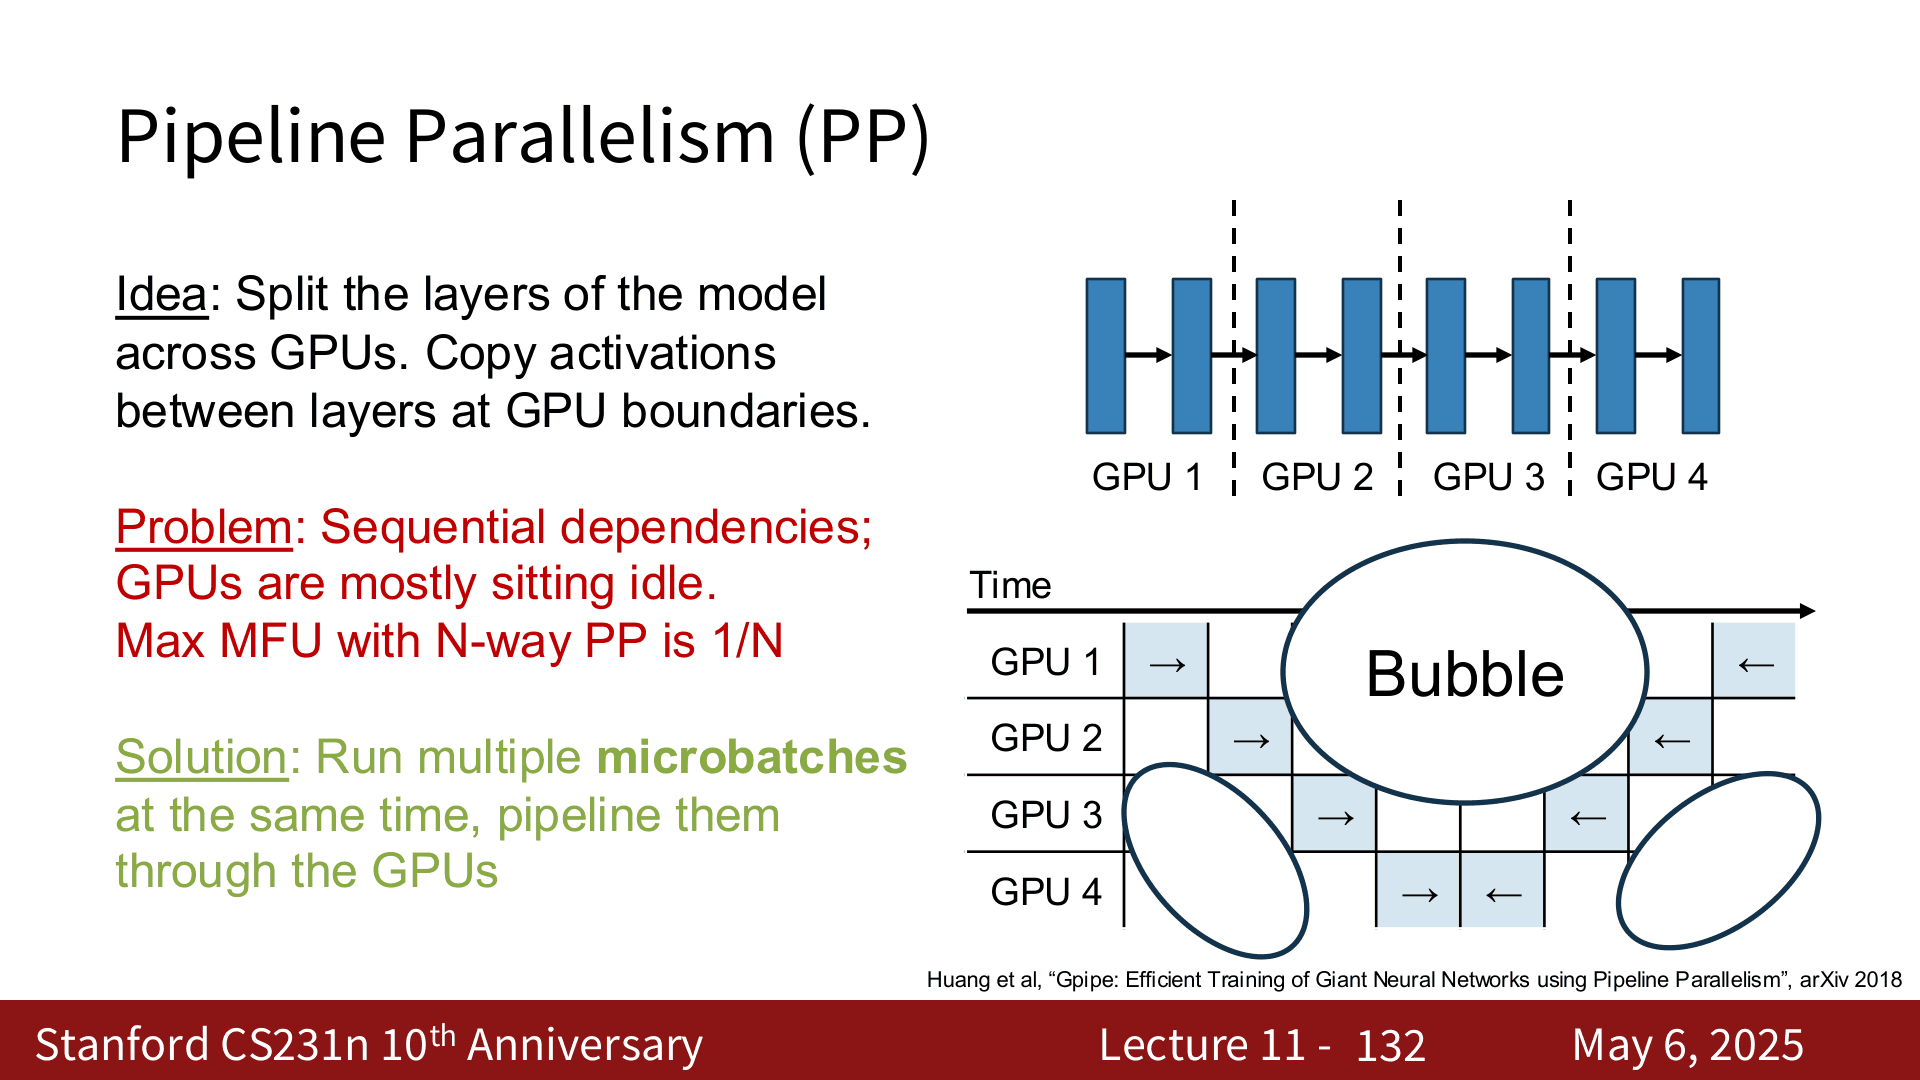 Pipeline Parallelism (PP)
Idea: Split the layers of the model
across GPUs. Copy activations
between layers at GPU boundaries.
Problem: Sequential dependencies;
GPUs are mostly sitting idle.
Max MFU with N-way PP is 1/N
Solution: Run multiple microbatches
at the same time, pipeline them
through the GPUs
GPU 1
GPU 2
GPU 3
GPU 4
Time
Bubble
GPU 1 → ←
GPU 2 → ←
GPU 3 → ←
GPU 4 → ←
Huang et al, “Gpipe: Efficient Training of Giant Neural Networks using Pipeline Parallelism”, arXiv 2018
Stanford CS231n 10th Anniversary
Lecture 11 - 132
May 6, 2025